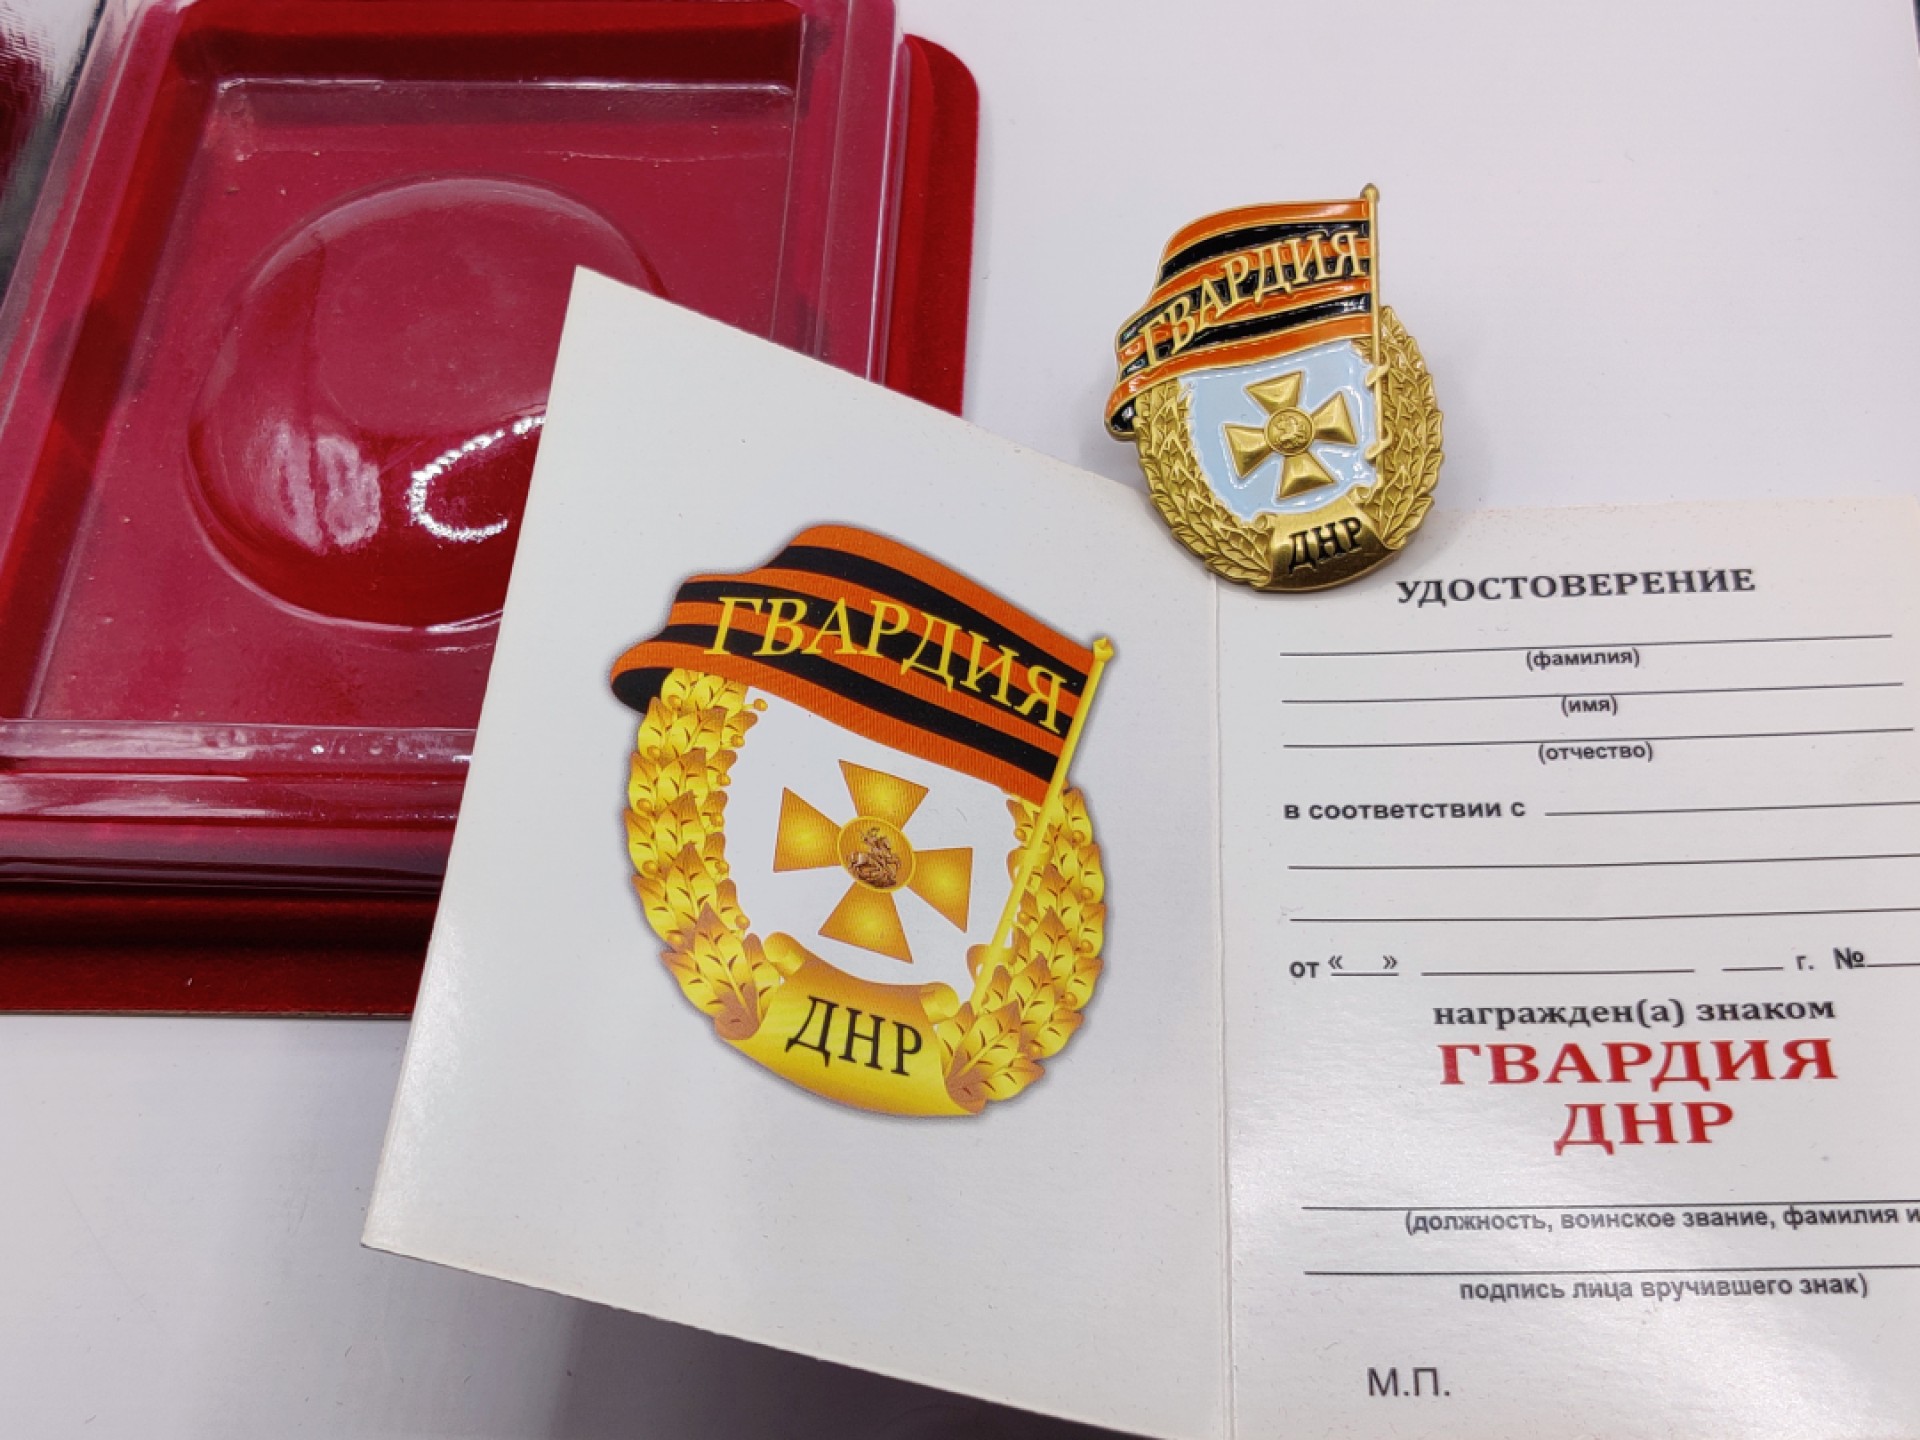 ГВАРДИЯ
ДНР
ГВАРДИЯ
ДНР
УДОСТОВЕРЕНИЕ
(фамилия)
(имя)
(отчество)
в соответствии с
от « » г. №
награжден(а) знаком
ГВАРДИЯ
ДНР
(должность, воинское звание, фамилия и
подпись лица вручившего знак)
М.П.